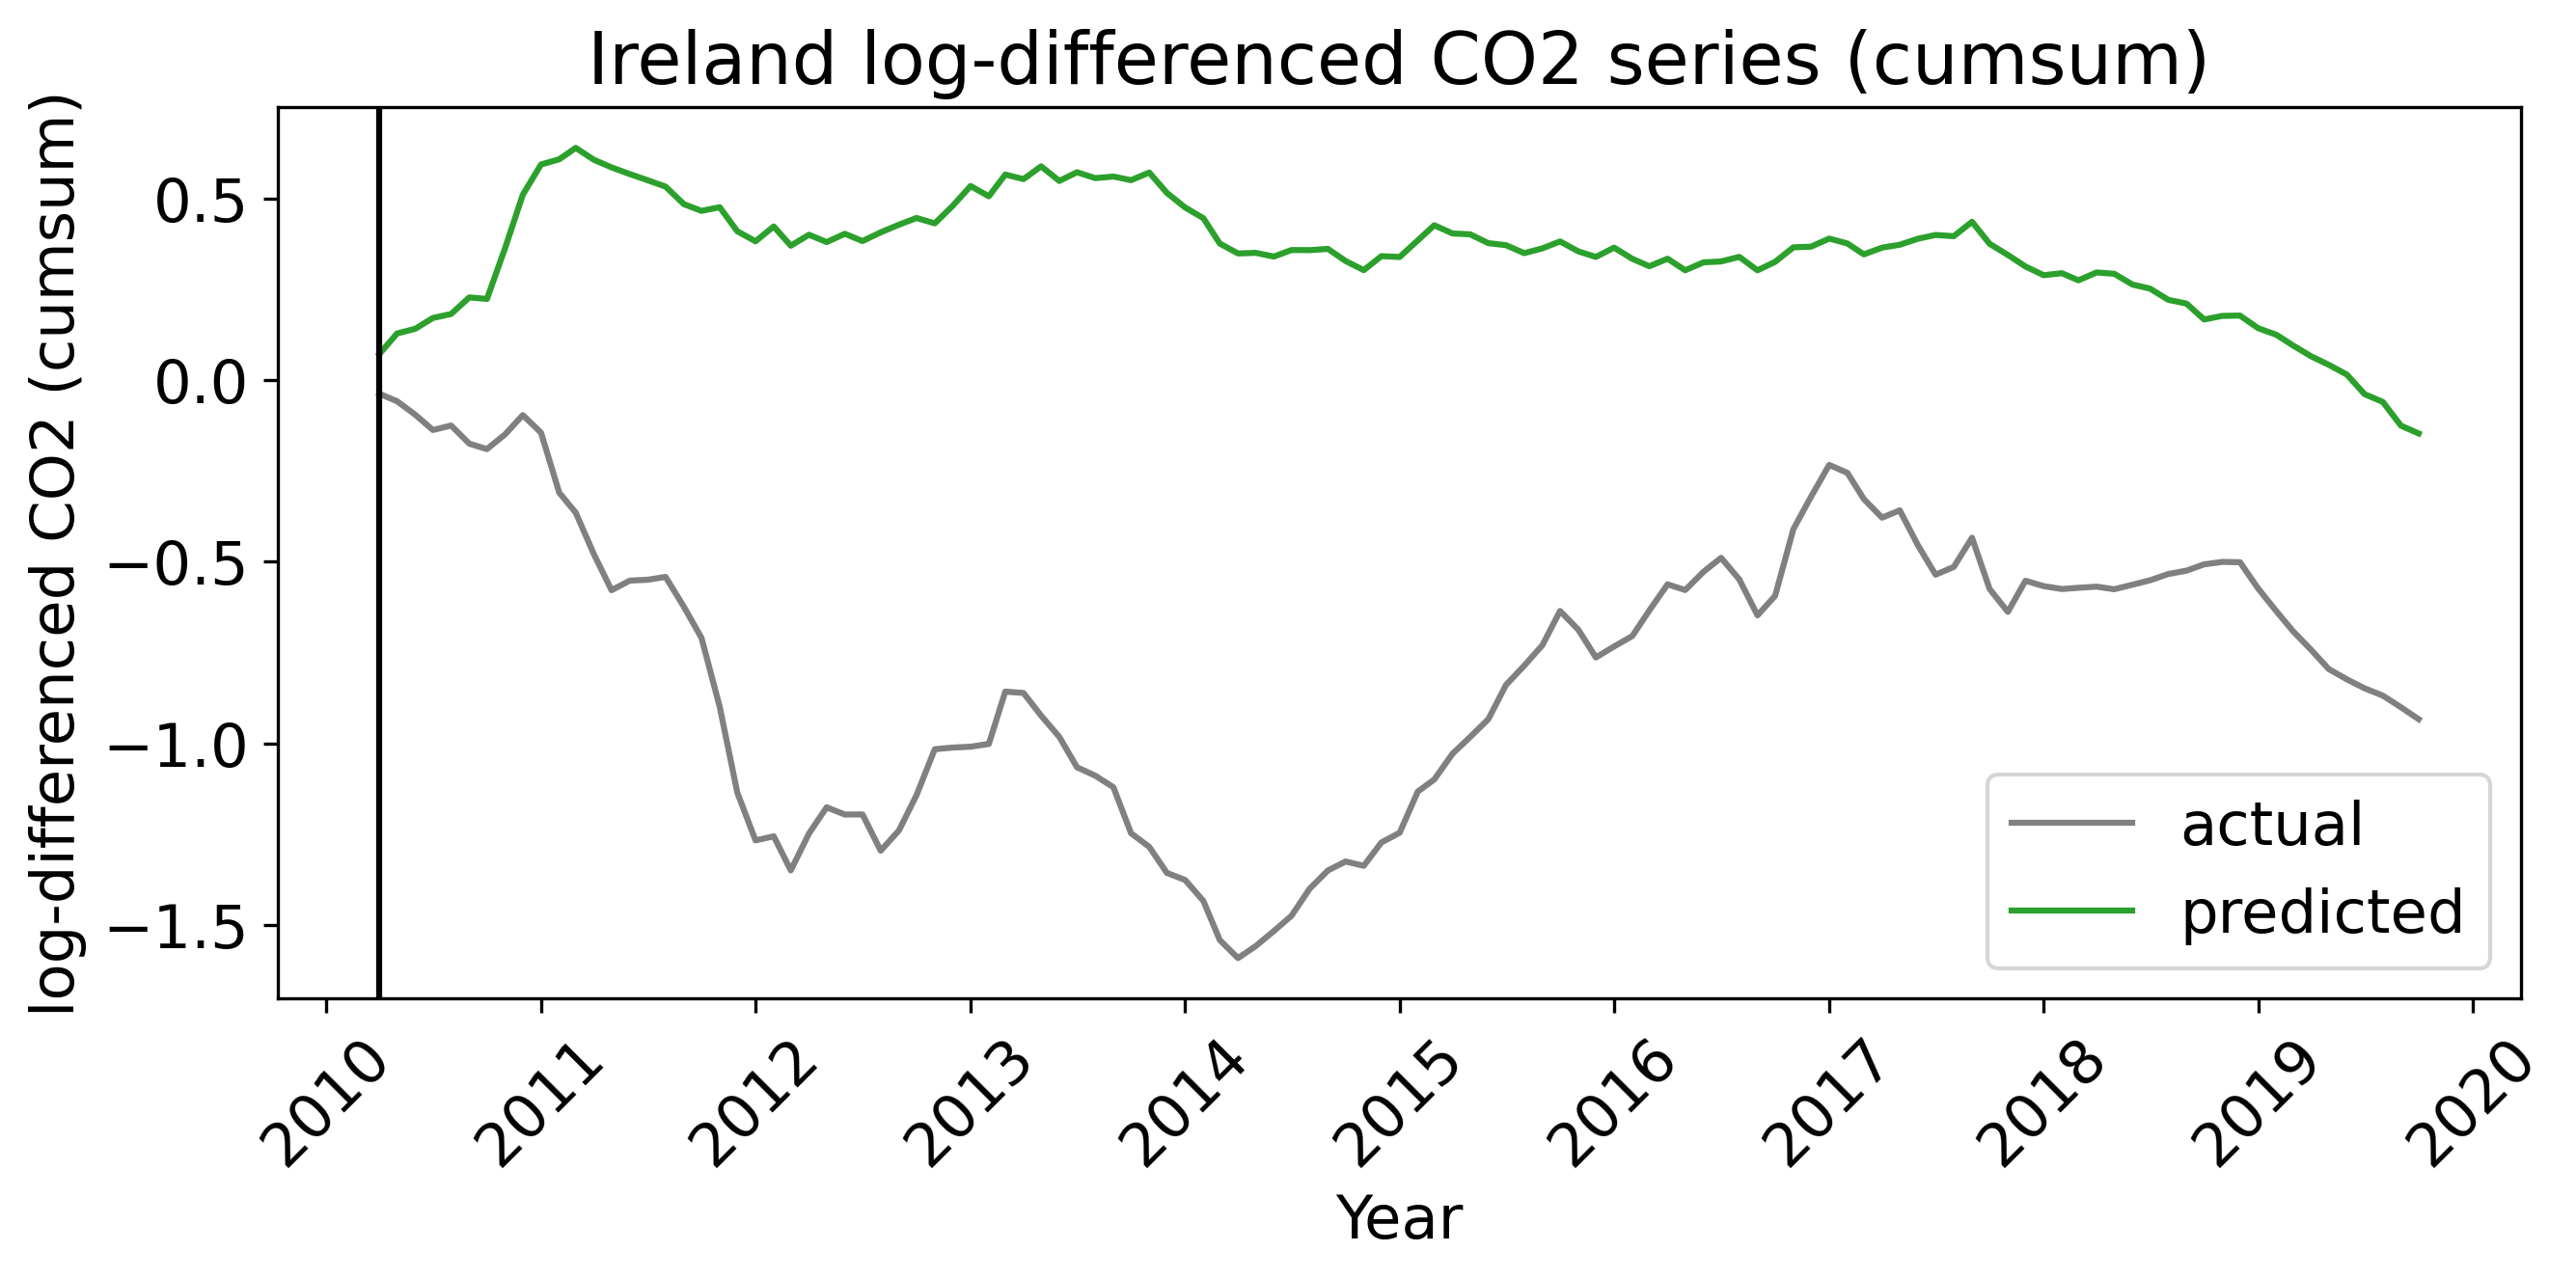 Ireland log-differenced CO2 series (cumsum)
log-differenced CO2 (cumsum)
0.5
0.0
−0.5
−1.0
−1.5
actual
predicted
2010 2011 2012 2013 2014 2015 2016 2017 2018 2019 2020
Year